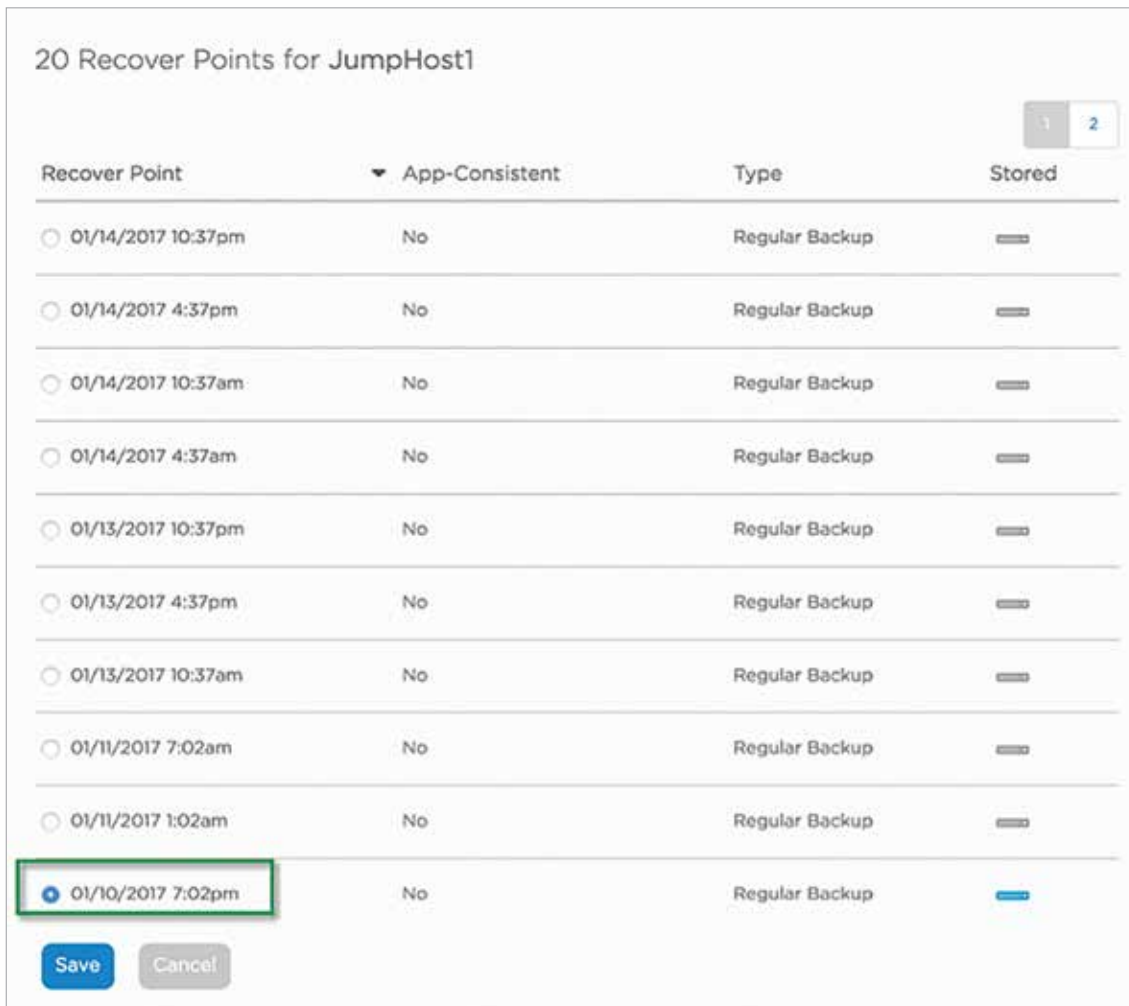 20 Recover Points for JumpHost1
1 2
Recover Point App-Consistent Type Stored
01/14/2017 10:37pm No Regular Backup
01/14/2017 4:37pm No Regular Backup
01/14/2017 10:37am No Regular Backup
01/14/2017 4:37am No Regular Backup
01/13/2017 10:37pm No Regular Backup
01/13/2017 4:37pm No Regular Backup
01/13/2017 10:37am No Regular Backup
01/11/2017 7:02am No Regular Backup
01/11/2017 1:02am No Regular Backup
01/10/2017 7:02pm No Regular Backup
Save Cancel